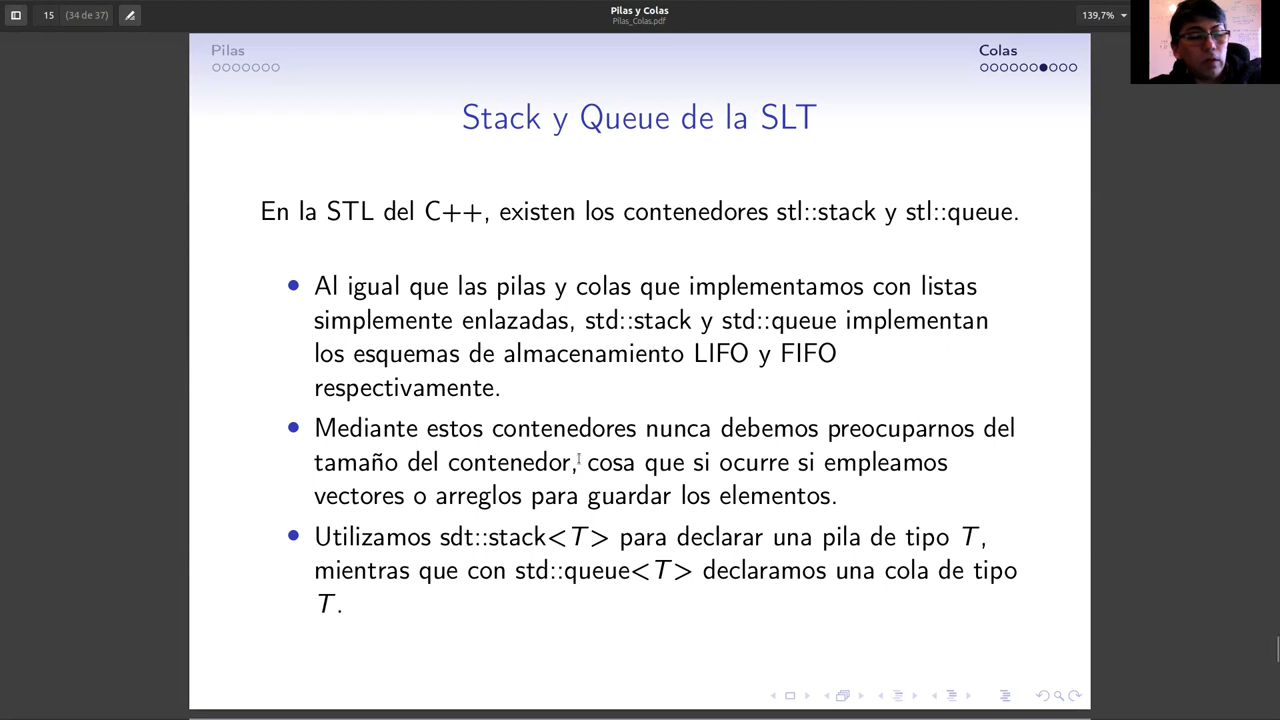 15
(34 de 37)
Pilas y Colas
Pilas_Colas.pdf
139,7%
Pilas
Colas
Stack y Queue de la SLT
En la STL del C++, existen los contenedores stl::stack y stl::queue.
Al igual que las pilas y colas que implementamos con listas
simplemente enlazadas, std::stack y std::queue implementan
los esquemas de almacenamiento LIFO y FIFO
respectivamente.
Mediante estos contenedores nunca debemos preocuparnos del
tamaño del contenedor, cosa que si ocurre si empleamos
vectores o arreglos para guardar los elementos.
Utilizamos sdt::stack<T> para declarar una pila de tipo T,
mientras que con std::queue<T> declaramos una cola de tipo
T.